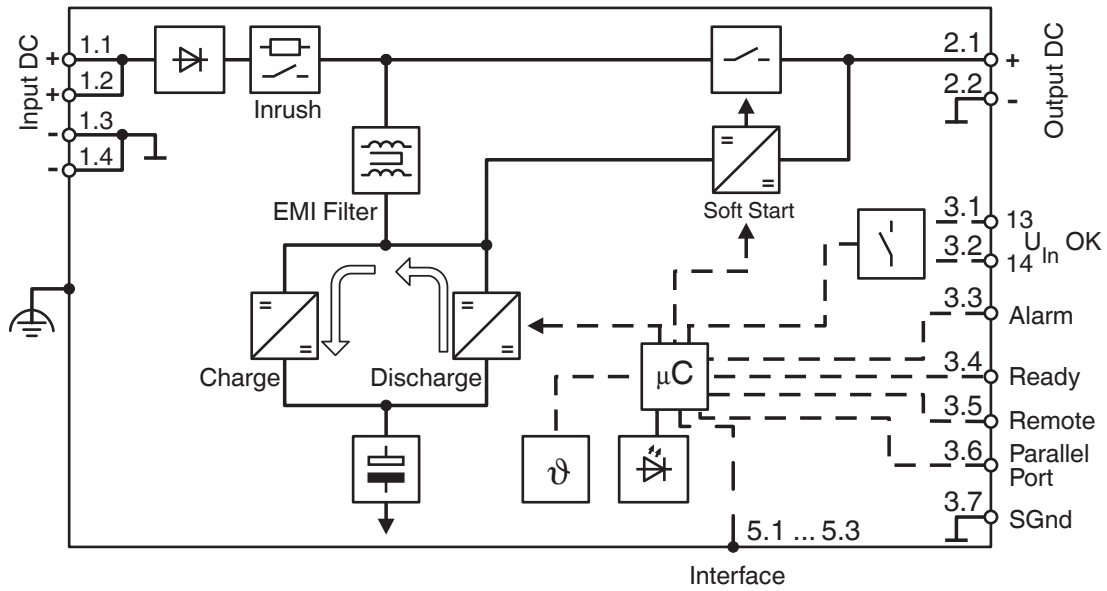 Input DC
+
1.1
+
1.2
-
1.3
-
1.4
Inrush
2.1
+
2.2
-
Output DC
EMI Filter
=
=
Soft Start
3.1
13
3.2
14
UIn OK
=
=
Charge
=
=
Discharge
µC
3.3
Alarm
3.4
Ready
3.5
Remote
3.6
Parallel
Port
ϑ
3.7
SGnd
5.1 ... 5.3
Interface